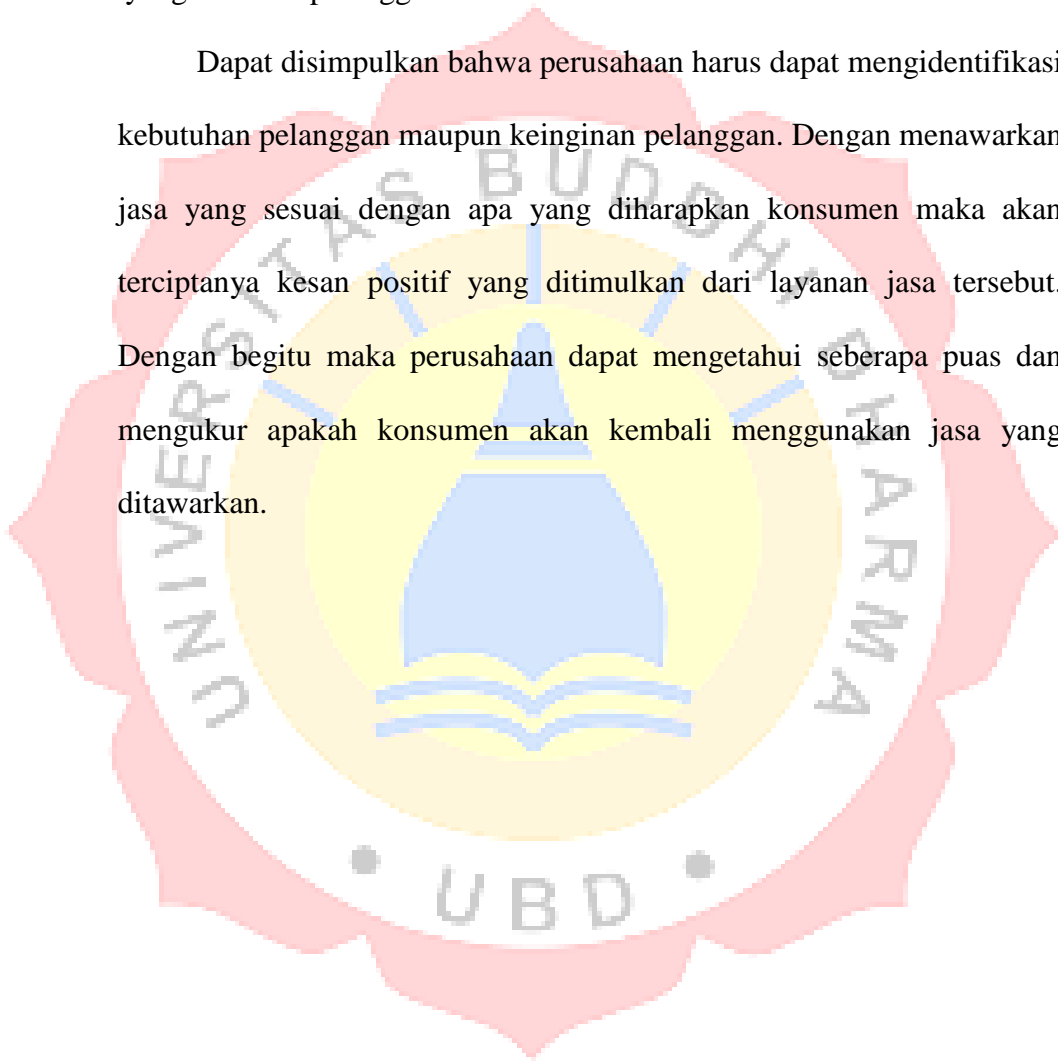 Dapat disimpulkan bahwa perusahaan harus dapat mengidentifikasi
kebutuhan pelanggan maupun keinginan pelanggan. Dengan menawarkan
jasa yang sesuai dengan apa yang diharapkan konsumen maka akan
terciptanya kesan positif yang ditimulkan dari layanan jasa tersebut.
Dengan begitu maka perusahaan dapat mengetahui seberapa puas dan
mengukur apakah konsumen akan kembali menggunakan jasa yang
ditawarkan.
UNIVERSITAS BUDDHI DHARMA
• UBD •